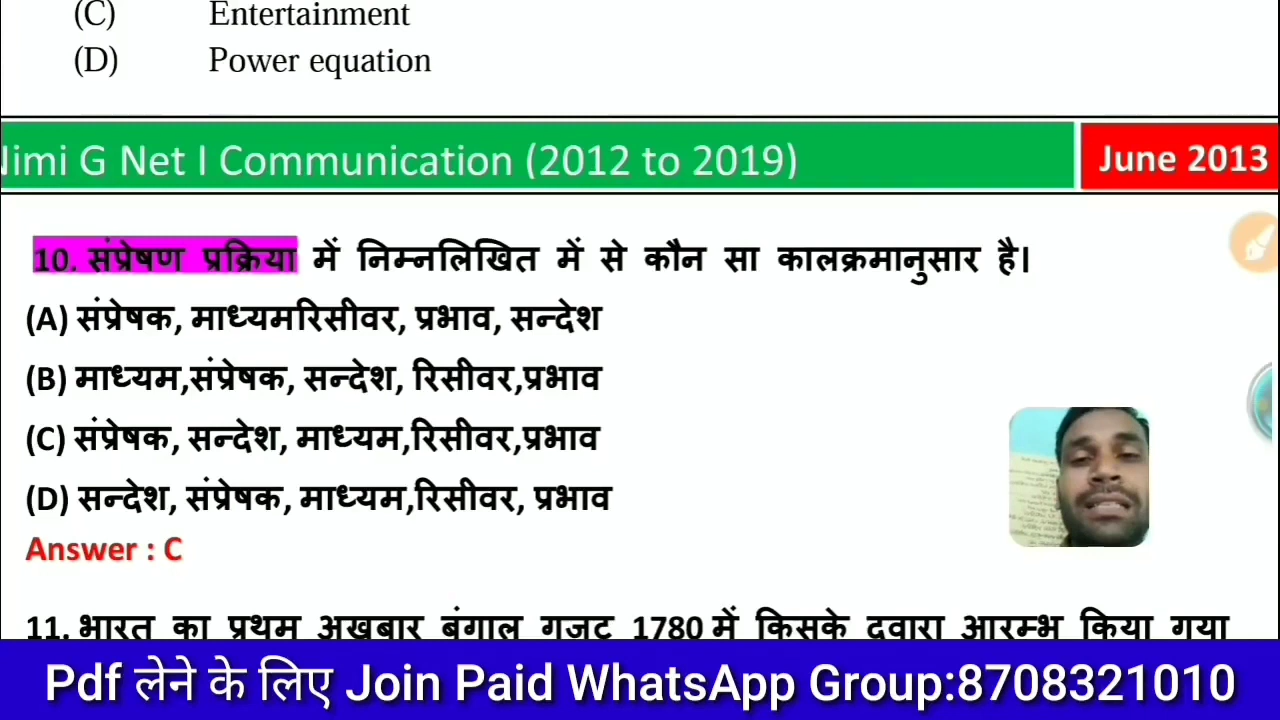 (C) Entertainment
(D) Power equation
Nimi G Net I Communication (2012 to 2019) June 2013
10. संप्रेषण प्रक्रिया में निम्नलिखित में से कौन सा कालक्रमानुसार है।
(A) संप्रेषक, माध्यमरिसीवर, प्रभाव, सन्देश
(B) माध्यम,संप्रेषक, सन्देश, रिसीवर,प्रभाव
(C) संप्रेषक, सन्देश, माध्यम,रिसीवर,प्रभाव
(D) सन्देश, संप्रेषक, माध्यम,रिसीवर, प्रभाव
Answer : C
11. भारत का प्रथम अखबार बंगाल गजट 1780 में किसके द्वारा आरम्भ किया गया
Pdf लेने के लिए Join Paid WhatsApp Group:8708321010